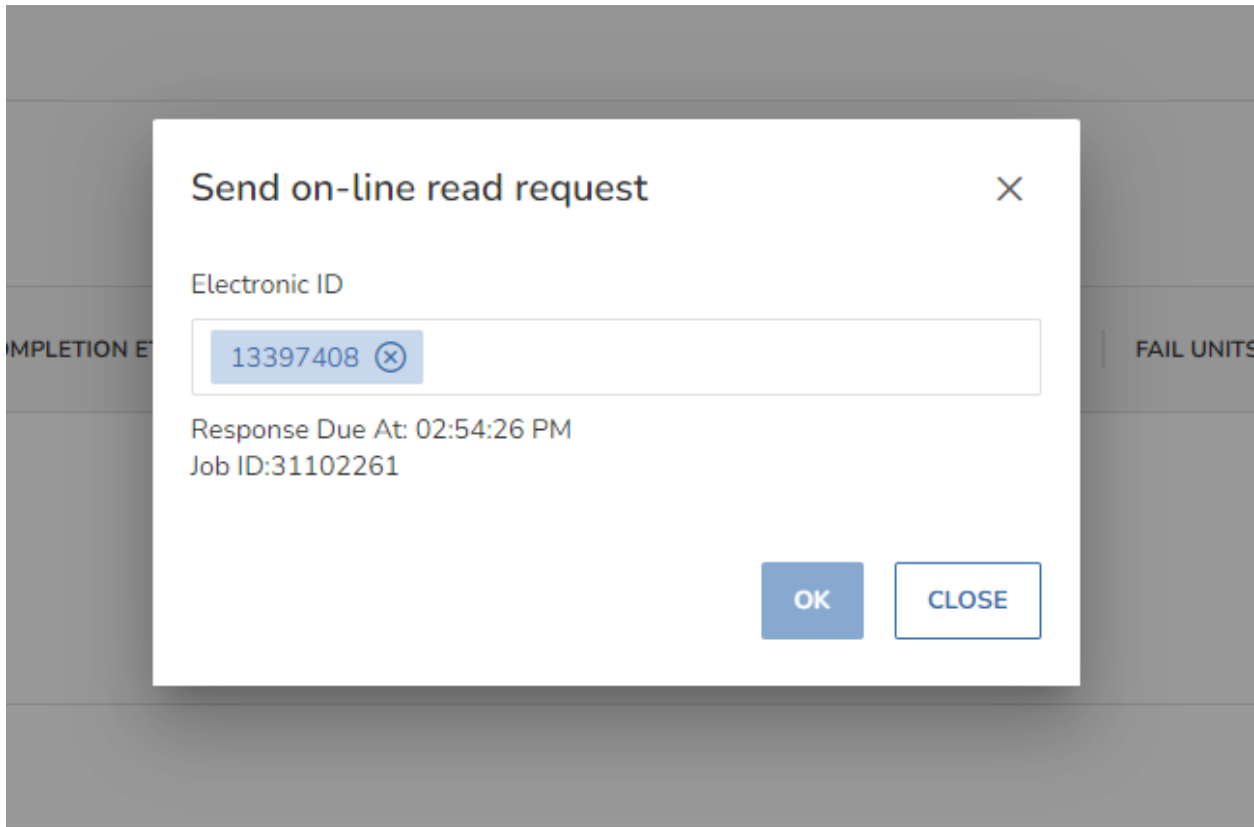 Send on-line read request
Electronic ID
OMPLETION E
FAIL UNITS
13397408
Response Due At: 02:54:26 PM
Job ID:31102261
OK
CLOSE